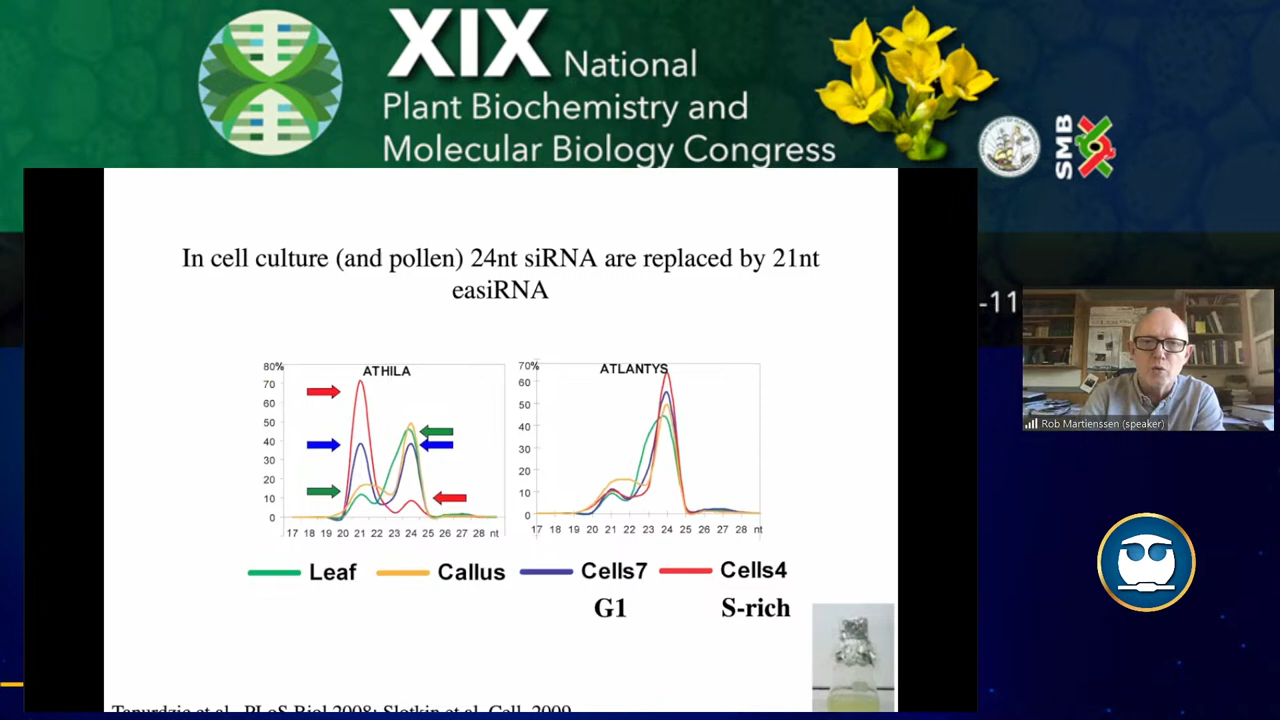 XIX National
Plant Biochemistry and
Molecular Biology Congress
SMB
-11
In cell culture (and pollen) 24nt siRNA are replaced by 21nt
easiRNA
ATHILA
80%
70
60
50
40
30
20
10
0
17 18 19 20 21 22 23 24 25 26 27 28 nt
ATLANTYS
70%
60
50
40
30
20
10
0
17 18 19 20 21 22 23 24 25 26 27 28 nt
Leaf Callus Cells7 Cells4
G1 S-rich
Tanurdzic et al., PLoS Biol 2008; Slotkin et al. Cell, 2009
Rob Martienssen (speaker)